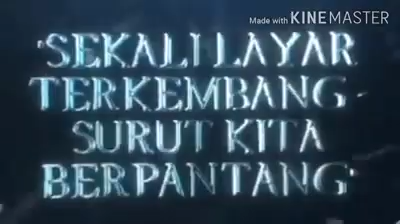 Made with KINEMASTER
'SEKALI LAYAR
TERKEMBANG -
SURUT KITA
BERPANTANG'